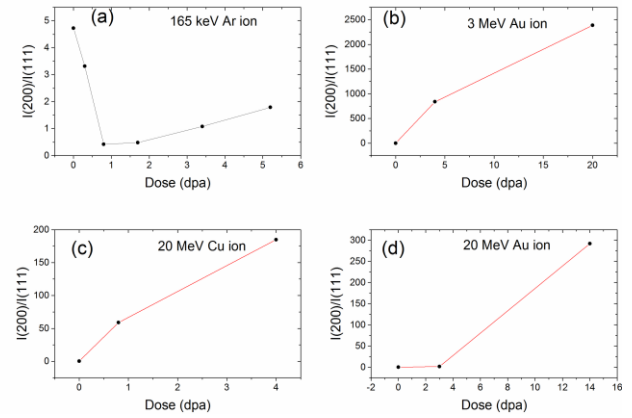 (a) 165 keV Ar ion
I(200)/I(111)
5
4
3
2
1
0
0 1 2 3 4 5 6
Dose (dpa)
(b) 3 MeV Au ion
I(200)/I(111)
2500
2000
1500
1000
500
0
0 5 10 15 20
Dose (dpa)
(c) 20 MeV Cu ion
I(200)/I(111)
200
150
100
50
0
0 1 2 3 4
Dose (dpa)
(d) 20 MeV Au ion
I(200)/I(111)
300
250
200
150
100
50
0
-2 0 2 4 6 8 10 12 14 16
Dose (dpa)